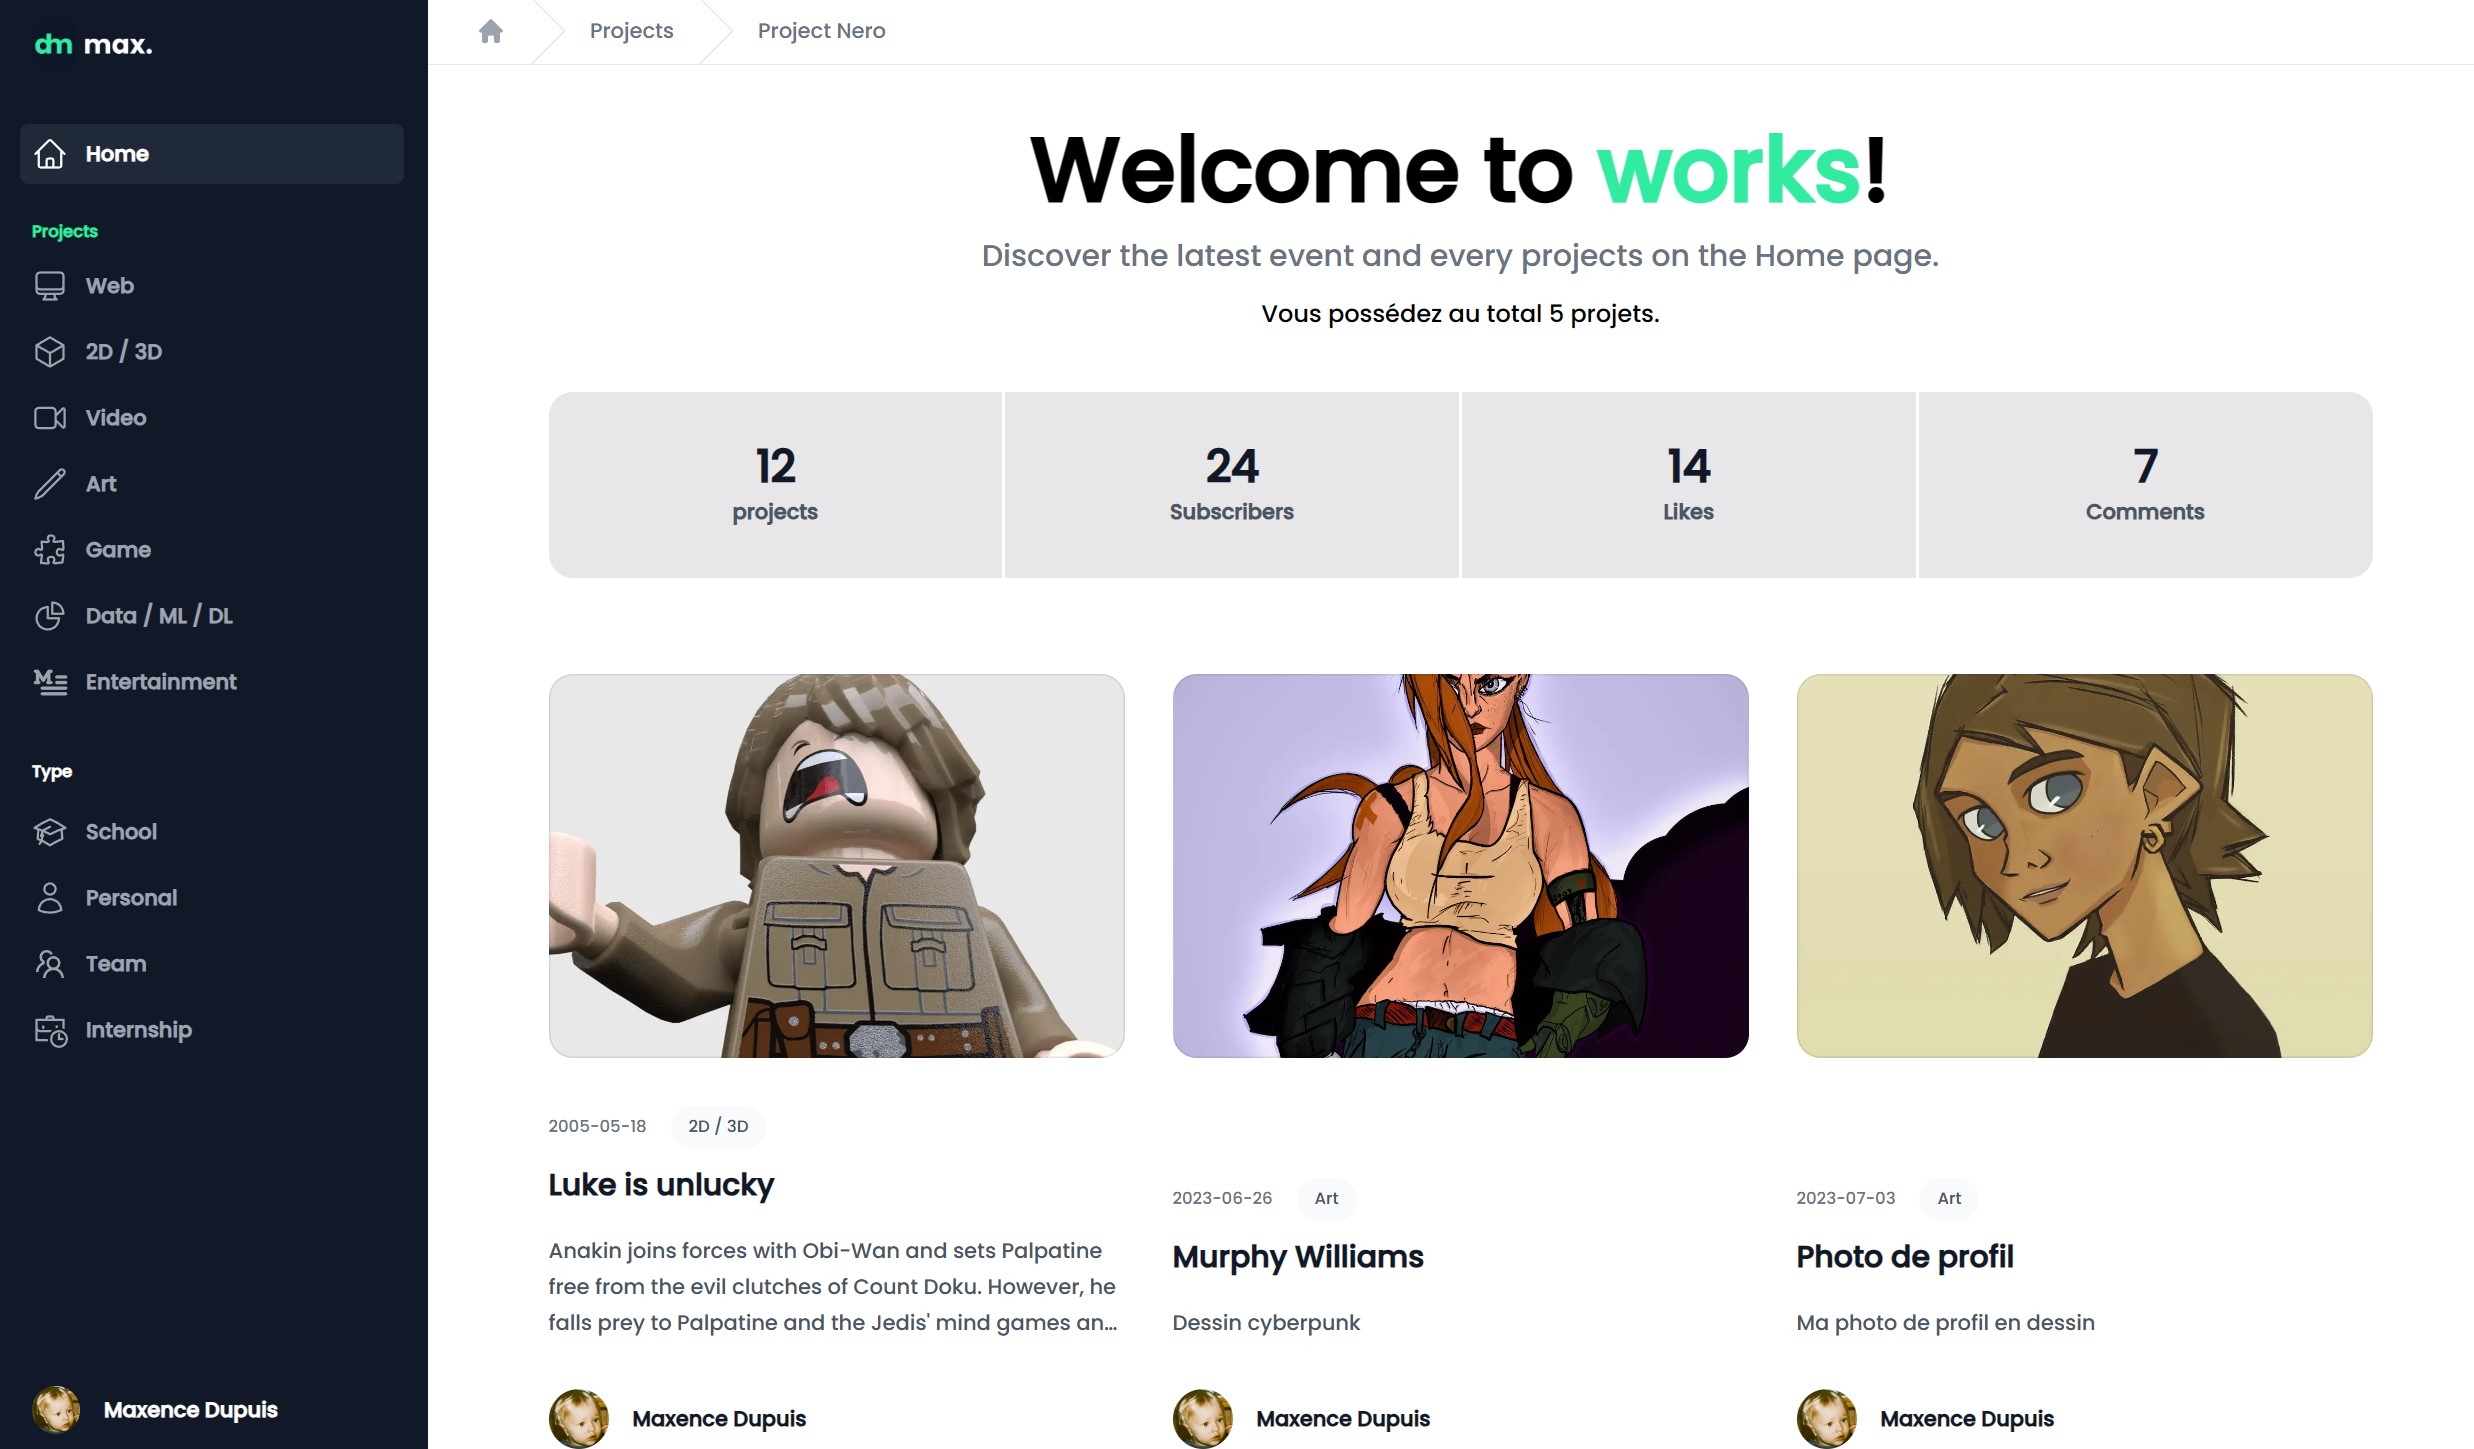 dm max.
Home
Projects
Web
2D / 3D
Video
Art
Game
Data / ML / DL
Entertainment
Type
School
Personal
Team
Internship
Maxence Dupuis
Projects
Project Nero
Welcome to works!
Discover the latest event and every projects on the Home page.
Vous possédez au total 5 projets.
12
projects
24
Subscribers
14
Likes
7
Comments
2005-05-18
2D / 3D
Luke is unlucky
Anakin joins forces with Obi-Wan and sets Palpatine
free from the evil clutches of Count Doku. However, he
falls prey to Palpatine and the Jedis' mind games an...
Maxence Dupuis
2023-06-26
Art
Murphy Williams
Dessin cyberpunk
Maxence Dupuis
2023-07-03
Art
Photo de profil
Ma photo de profil en dessin
Maxence Dupuis